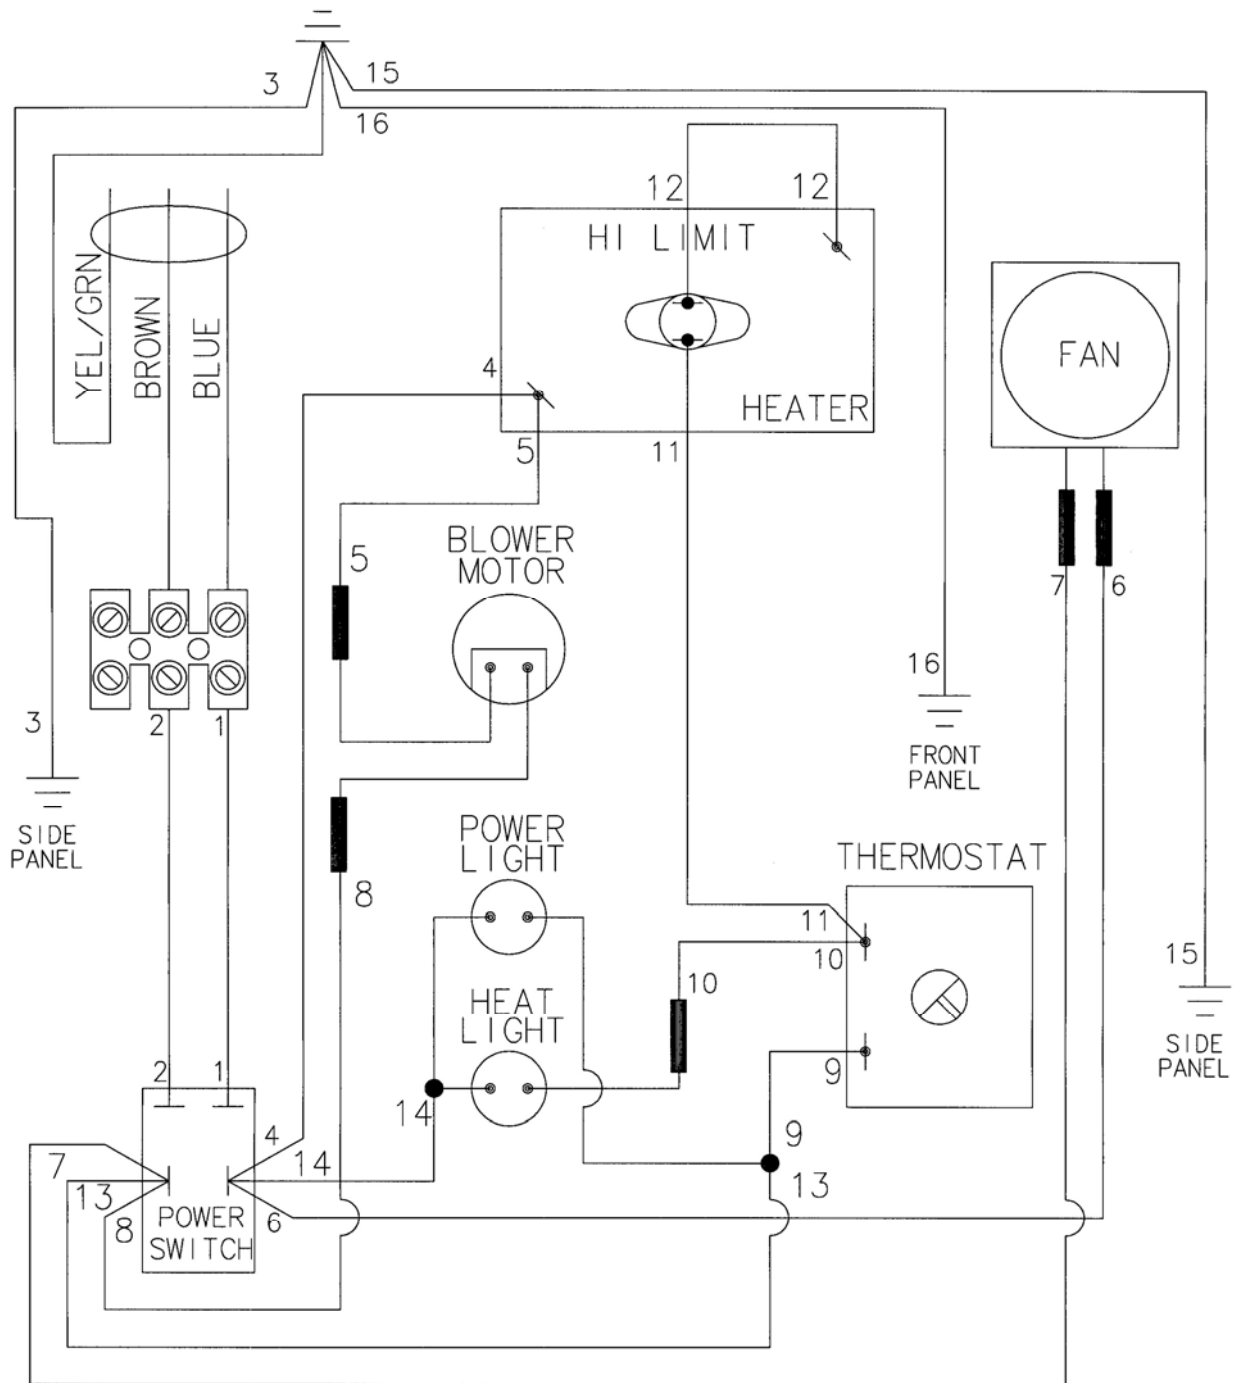 3
15
16
12
12
HI LIMIT
YEL/GRN
BROWN
BLUE
FAN
4
HEATER
5
11
5
BLOWER
MOTOR
7
6
16
3
2
1
FRONT
PANEL
SIDE
PANEL
POWER
LIGHT
THERMOSTAT
8
11
10
15
10
HEAT
LIGHT
SIDE
PANEL
2
1
9
14
4
9
7
14
13
13
8
6
POWER
SWITCH